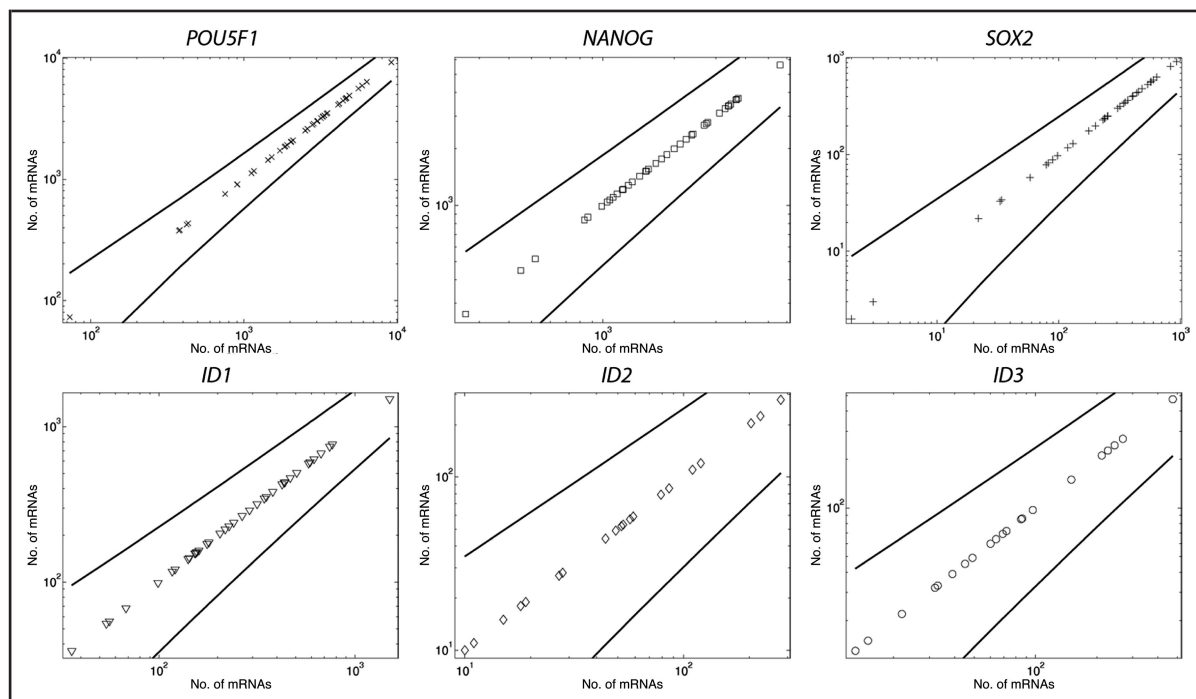 POU5F1 NANOG SOX2
10⁴ 10³
No. of mRNAs No. of mRNAs No. of mRNAs
10³ 10³ 10²
10² 10¹
10² 10³ 10⁴ 10³ 10¹ 10² 10³
No. of mRNAs No. of mRNAs No. of mRNAs
ID1 ID2 ID3
10³ 10² 10²
No. of mRNAs No. of mRNAs No. of mRNAs
10² 10¹
10² 10³ 10¹ 10² 10²
No. of mRNAs No. of mRNAs No. of mRNAs